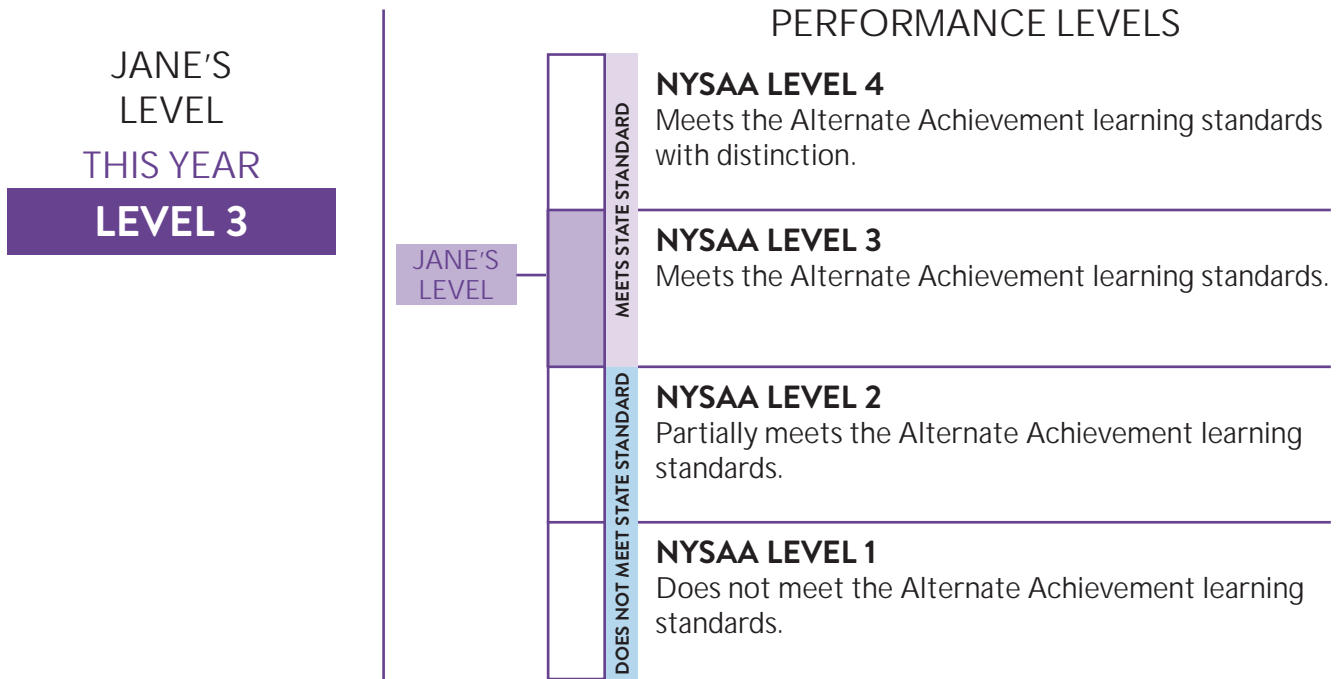 JANE'S
LEVEL
THIS YEAR
LEVEL 3
PERFORMANCE LEVELS
JANE'S
LEVEL
MEETS STATE STANDARD
NYSAA LEVEL 4
Meets the Alternate Achievement learning standards
with distinction.
NYSAA LEVEL 3
Meets the Alternate Achievement learning standards.
DOES NOT MEET STATE STANDARD
NYSAA LEVEL 2
Partially meets the Alternate Achievement learning
standards.
NYSAA LEVEL 1
Does not meet the Alternate Achievement learning
standards.